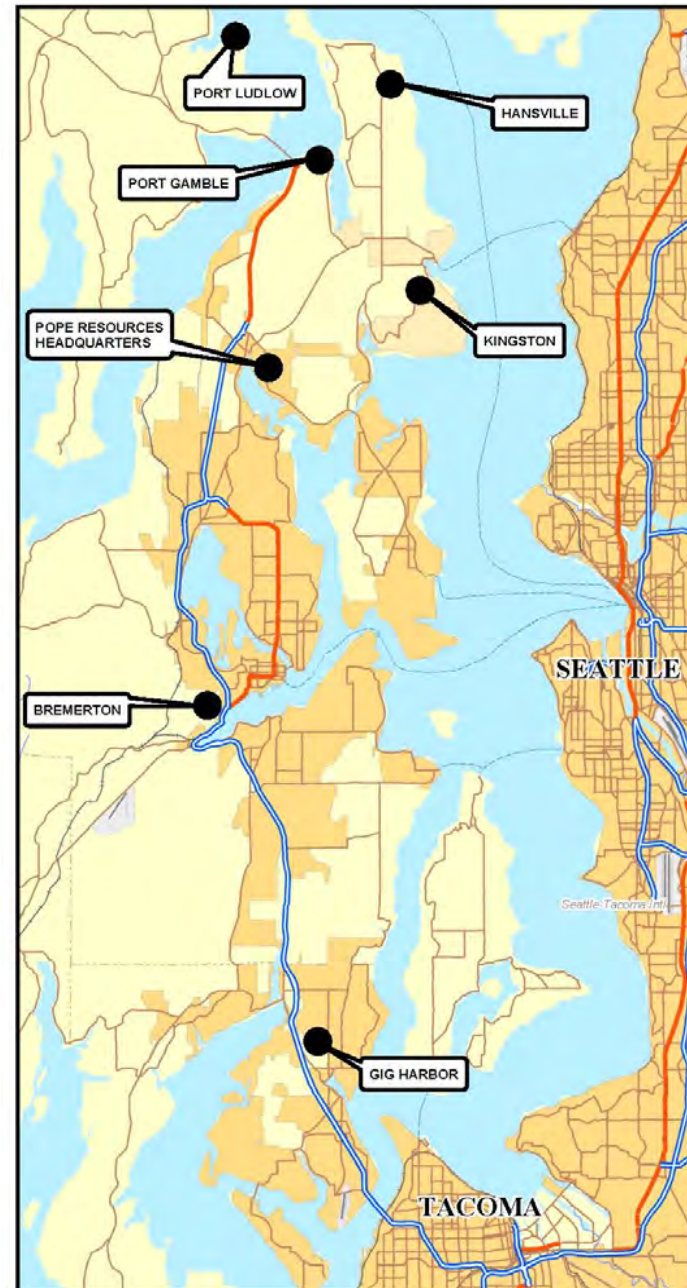 PORT LUDLOW
HANSVILLE
PORT GAMBLE
POPE RESOURCES
HEADQUARTERS
KINGSTON
SEATTLE
BREMERTON
Seattle-Tacoma Intl
GIG HARBOR
TACOMA